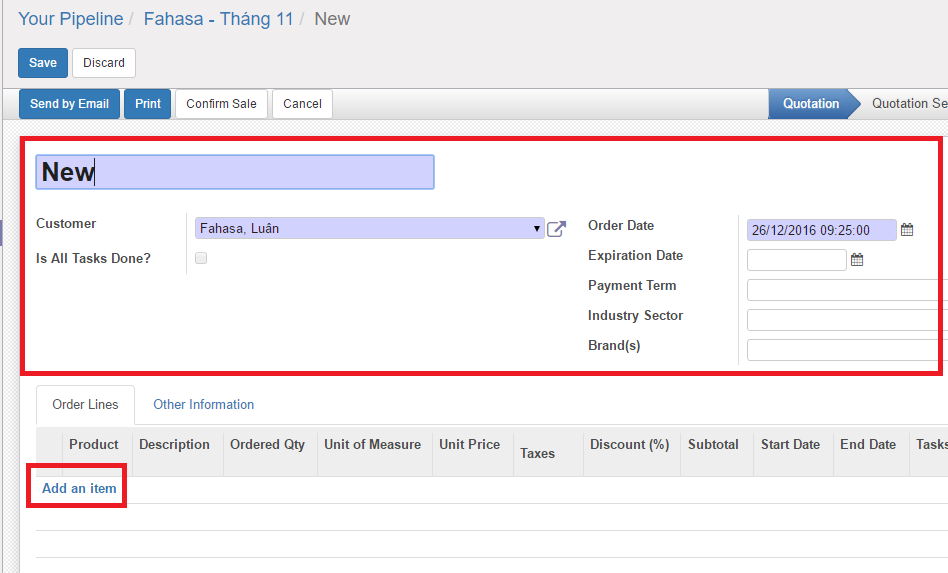 Your Pipeline / Fahasa - Tháng 11 / New
Save Discard
Send by Email Print Confirm Sale Cancel Quotation Quotation Se
New
Customer Fahasa, Luân
Is All Tasks Done?
Order Date 26/12/2016 09:25:00
Expiration Date
Payment Term
Industry Sector
Brand(s)
Order Lines Other Information
Product Description Ordered Qty Unit of Measure Unit Price Taxes Discount (%) Subtotal Start Date End Date Tasks
Add an item